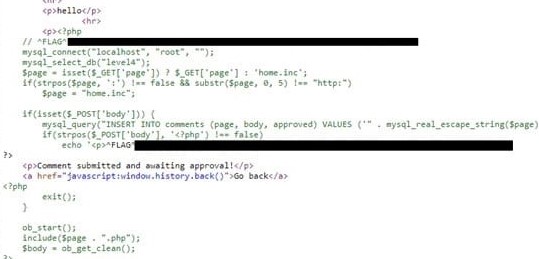 <hr>
<p>hello</p>
<hr>
<p><?php
// ^FLAG^
mysql_connect("localhost", "root", "");
mysql_select_db("level4");
$page = isset($_GET['page']) ? $_GET['page'] : 'home.inc';
if(strpos($page, ':') !== false && substr($page, 0, 5) !== "http:")
$page = "home.inc";
if(isset($_POST['body'])) {
mysql_query("INSERT INTO comments (page, body, approved) VALUES ('" . mysql_real_escape_string($page)
if(strpos($_POST['body'], '<?php') !== false)
echo '<p>^FLAG^
?>
<p>Comment submitted and awaiting approval!</p>
<a href="javascript:window.history.back()">Go back</a>
<?php
exit();
}
ob_start();
include($page . ".php");
$body = ob_get_clean();
?>